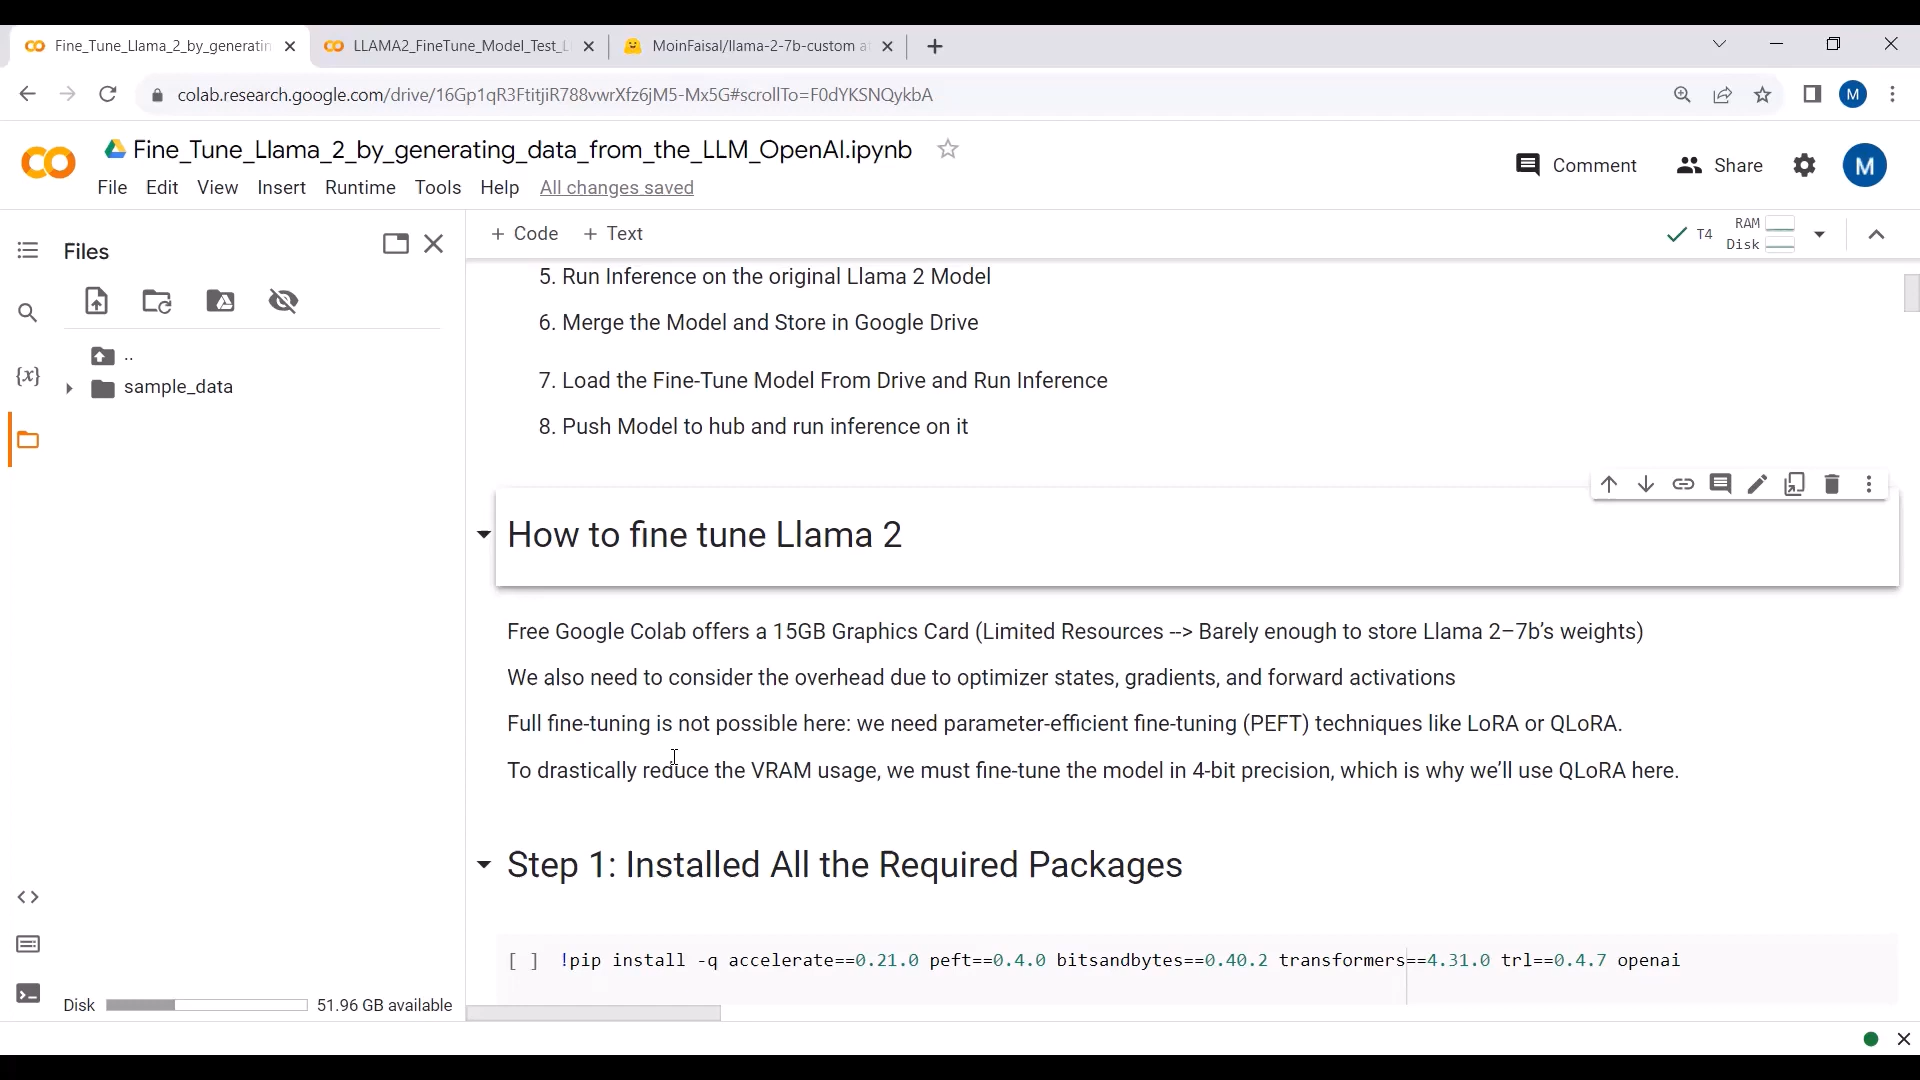 Fine_Tune_Llama_2_by_generatin
LLAMA2_FineTune_Model_Test_L
MoinFaisal/llama-2-7b-custom a
colab.research.google.com/drive/16Gp1qR3FtitjiR788vwrXfz6jM5-Mx5G#scrollTo=F0dYKSNQykbA
M
Fine_Tune_Llama_2_by_generating_data_from_the_LLM_OpenAI.ipynb
File Edit View Insert Runtime Tools Help All changes saved
Comment
Share
M
Files
+ Code + Text
T4
RAM
Disk
..
sample_data
{x}
5. Run Inference on the original Llama 2 Model
6. Merge the Model and Store in Google Drive
7. Load the Fine-Tune Model From Drive and Run Inference
8. Push Model to hub and run inference on it
How to fine tune Llama 2
Free Google Colab offers a 15GB Graphics Card (Limited Resources --> Barely enough to store Llama 2–7b’s weights)
We also need to consider the overhead due to optimizer states, gradients, and forward activations
Full fine-tuning is not possible here: we need parameter-efficient fine-tuning (PEFT) techniques like LoRA or QLoRA.
To drastically reduce the VRAM usage, we must fine-tune the model in 4-bit precision, which is why we’ll use QLoRA here.
Step 1: Installed All the Required Packages
[ ] !pip install -q accelerate==0.21.0 peft==0.4.0 bitsandbytes==0.40.2 transformers==4.31.0 trl==0.4.7 openai
Disk
51.96 GB available